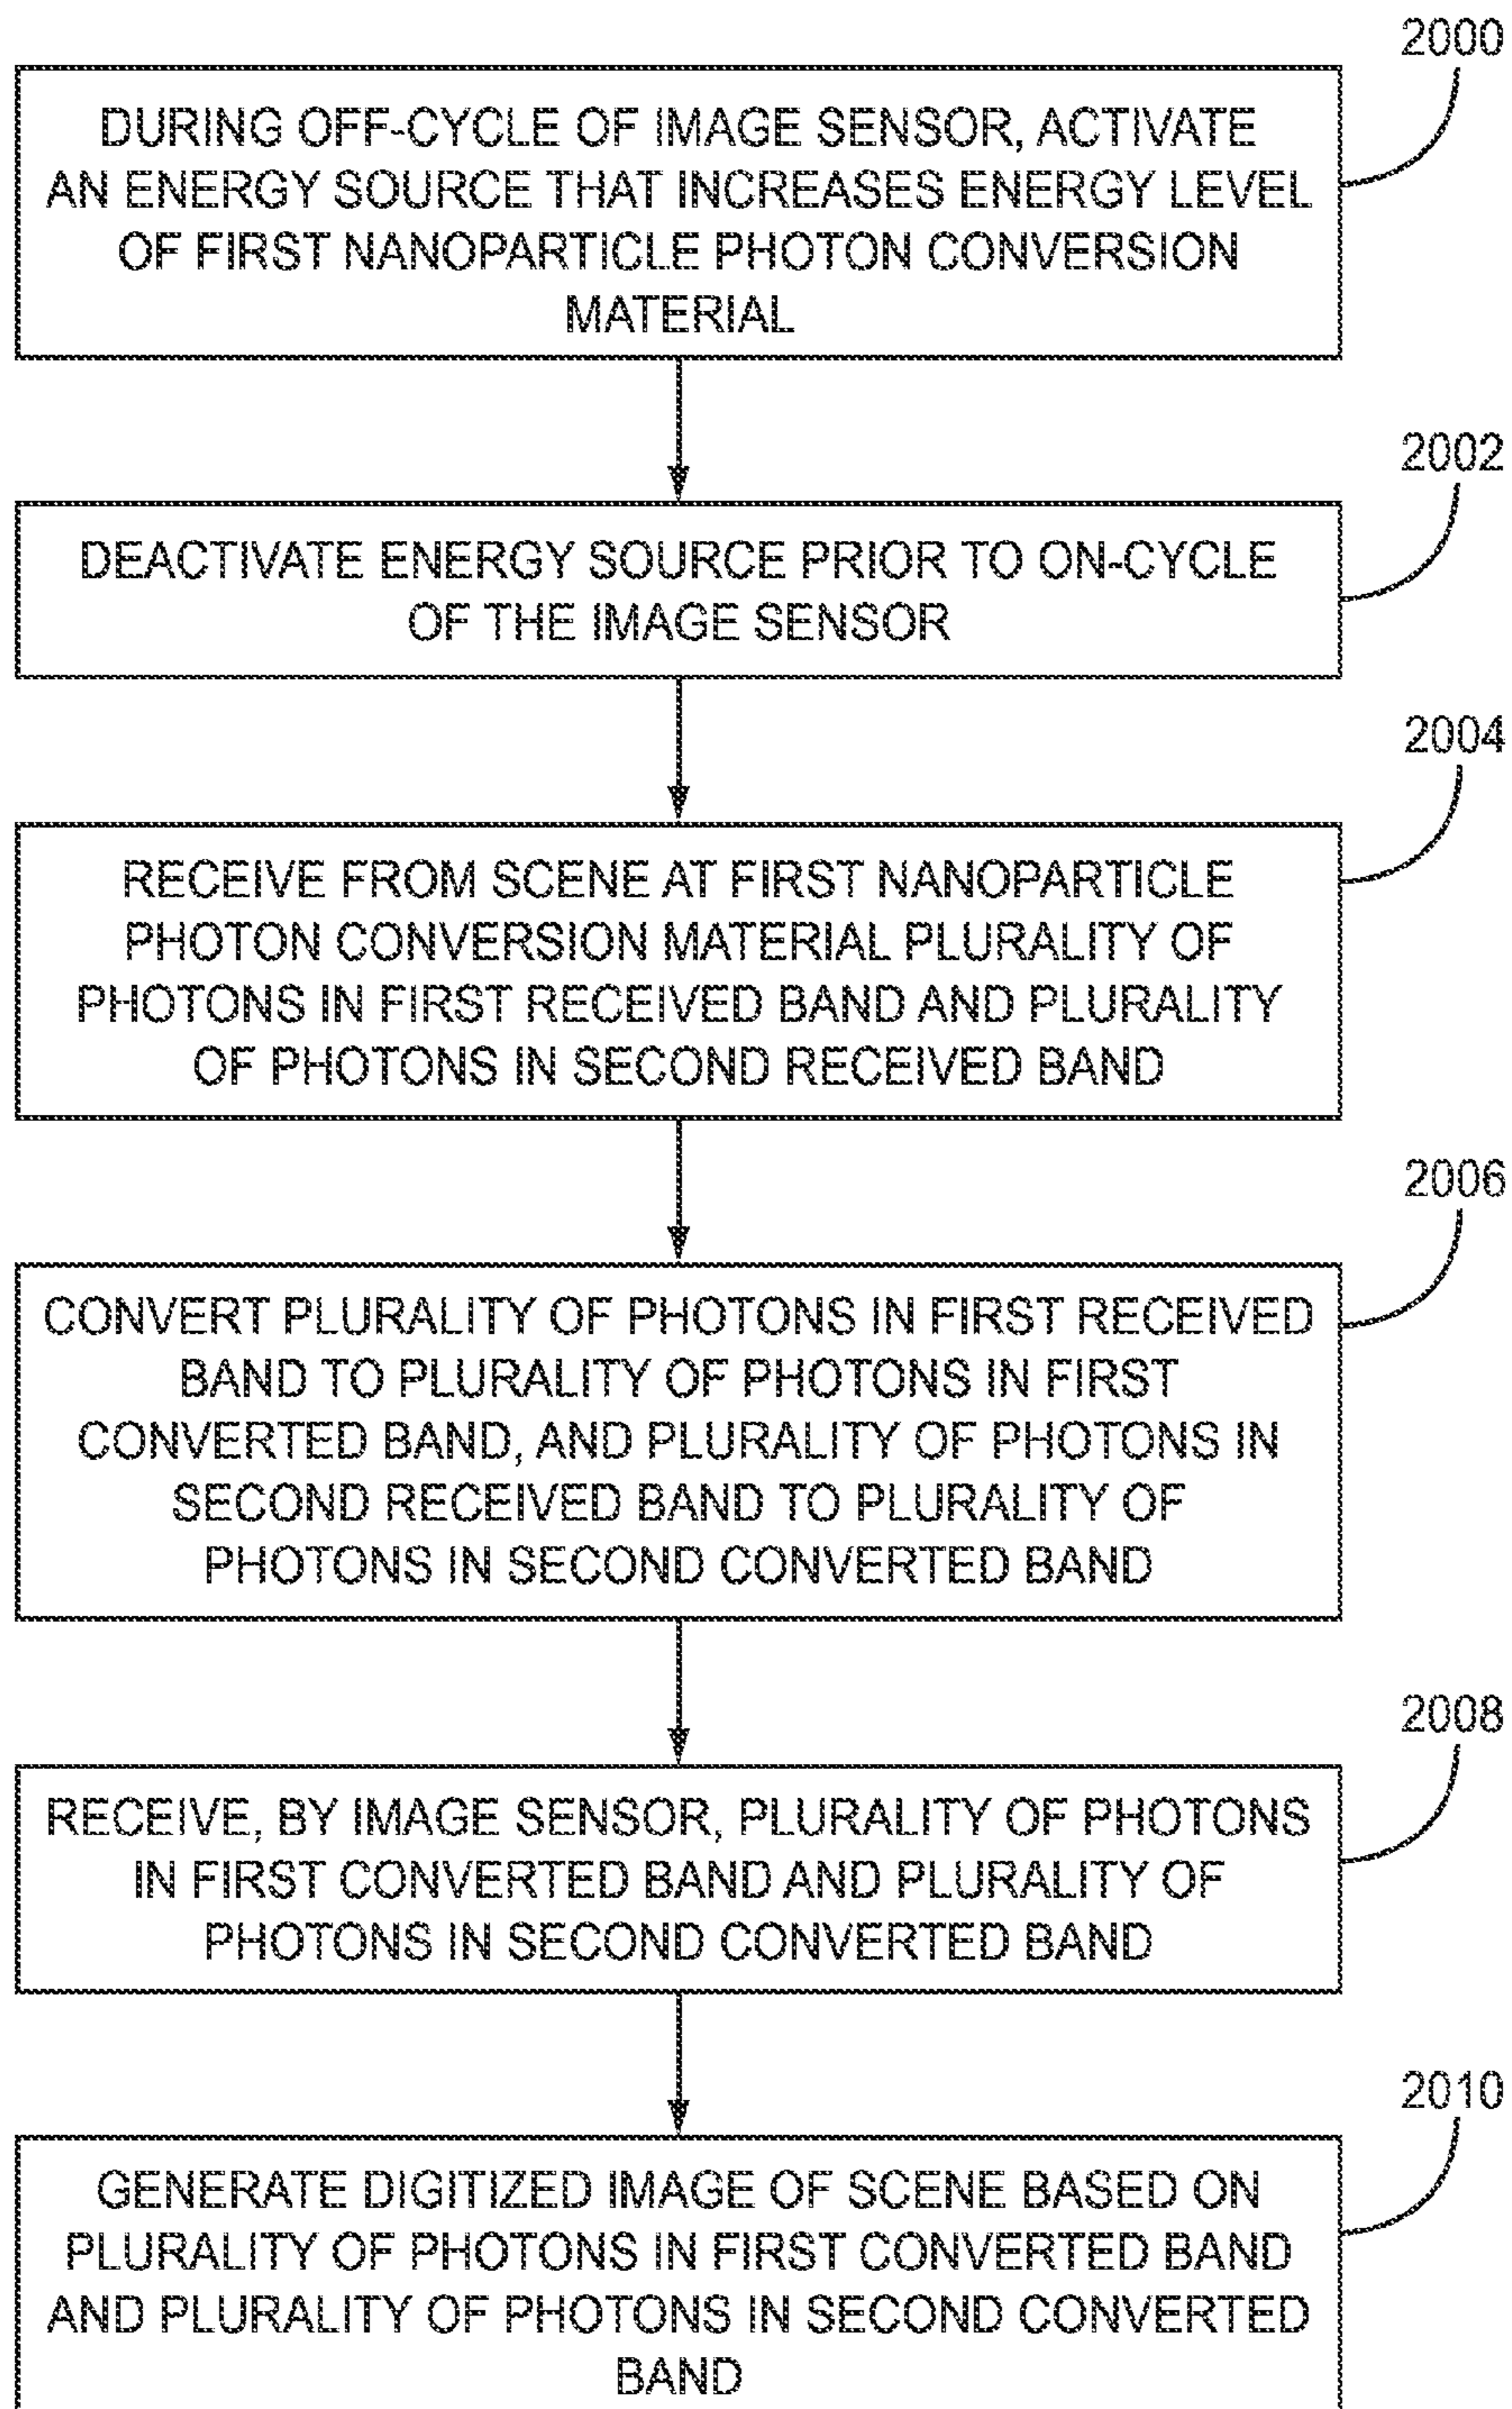 2000
DURING OFF-CYCLE OF IMAGE SENSOR, ACTIVATE
AN ENERGY SOURCE THAT INCREASES ENERGY LEVEL
OF FIRST NANOPARTICLE PHOTON CONVERSION
MATERIAL
2002
DEACTIVATE ENERGY SOURCE PRIOR TO ON-CYCLE
OF THE IMAGE SENSOR
2004
RECEIVE FROM SCENE AT FIRST NANOPARTICLE
PHOTON CONVERSION MATERIAL PLURALITY OF
PHOTONS IN FIRST RECEIVED BAND AND PLURALITY
OF PHOTONS IN SECOND RECEIVED BAND
2006
CONVERT PLURALITY OF PHOTONS IN FIRST RECEIVED
BAND TO PLURALITY OF PHOTONS IN FIRST
CONVERTED BAND, AND PLURALITY OF PHOTONS IN
SECOND RECEIVED BAND TO PLURALITY OF
PHOTONS IN SECOND CONVERTED BAND
2008
RECEIVE, BY IMAGE SENSOR, PLURALITY OF PHOTONS
IN FIRST CONVERTED BAND AND PLURALITY OF
PHOTONS IN SECOND CONVERTED BAND
2010
GENERATE DIGITIZED IMAGE OF SCENE BASED ON
PLURALITY OF PHOTONS IN FIRST CONVERTED BAND
AND PLURALITY OF PHOTONS IN SECOND CONVERTED
BAND